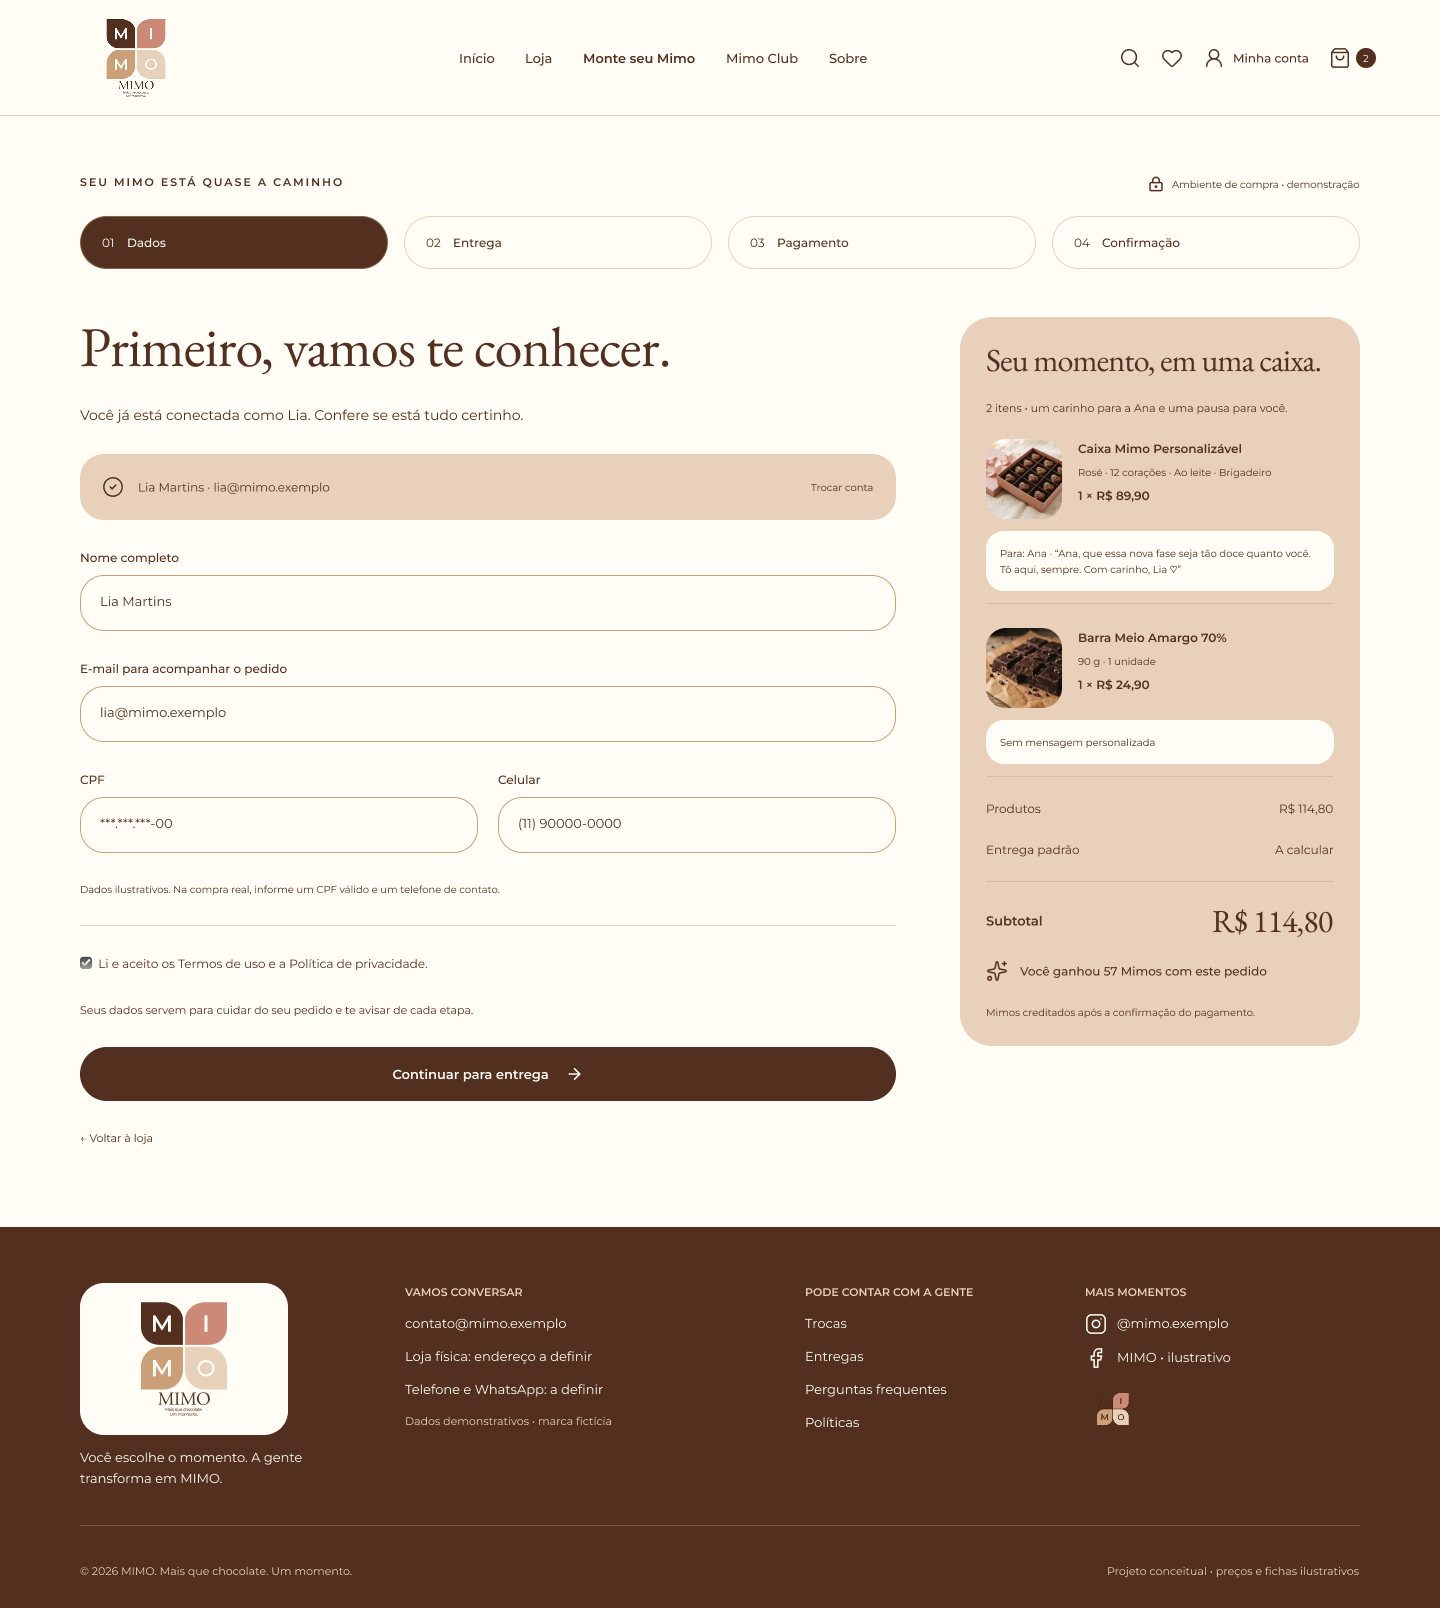 M I
M O
MIMO
Início
Loja
Monte seu Mimo
Mimo Club
Sobre
Minha conta
2
SEU MIMO ESTÁ QUASE A CAMINHO
Ambiente de compra • demonstração
01 Dados
02 Entrega
03 Pagamento
04 Confirmação
Primeiro, vamos te conhecer.
Você já está conectada como Lia. Confere se está tudo certinho.
Lia Martins · lia@mimo.exemplo
Trocar conta
Nome completo
Lia Martins
E-mail para acompanhar o pedido
lia@mimo.exemplo
CPF
***.***.***-00
Celular
(11) 90000-0000
Dados ilustrativos. Na compra real, informe um CPF válido e um telefone de contato.
Li e aceito os Termos de uso e a Política de privacidade.
Seus dados servem para cuidar do seu pedido e te avisar de cada etapa.
Continuar para entrega →
← Voltar à loja
Seu momento, em uma caixa.
2 itens • um carinho para a Ana e uma pausa para você.
Caixa Mimo Personalizável
Rosé · 12 corações · Ao leite · Brigadeiro
1 × R$ 89,90
Para: Ana · “Ana, que essa nova fase seja tão doce quanto você.
Tô aqui, sempre. Com carinho, Lia ♡”
Barra Meio Amargo 70%
90 g · 1 unidade
1 × R$ 24,90
Sem mensagem personalizada
Produtos R$ 114,80
Entrega padrão A calcular
Subtotal R$ 114,80
Você ganhou 57 Mimos com este pedido
Mimos creditados após a confirmação do pagamento.
M I
M O
MIMO
Mais que chocolate.
Um momento.
Você escolhe o momento. A gente
transforma em MIMO.
VAMOS CONVERSAR
contato@mimo.exemplo
Loja física: endereço a definir
Telefone e WhatsApp: a definir
Dados demonstrativos • marca fictícia
PODE CONTAR COM A GENTE
Trocas
Entregas
Perguntas frequentes
Políticas
MAIS MOMENTOS
@mimo.exemplo
MIMO • ilustrativo
I
M O
© 2026 MIMO. Mais que chocolate. Um momento.
Projeto conceitual • preços e fichas ilustrativos